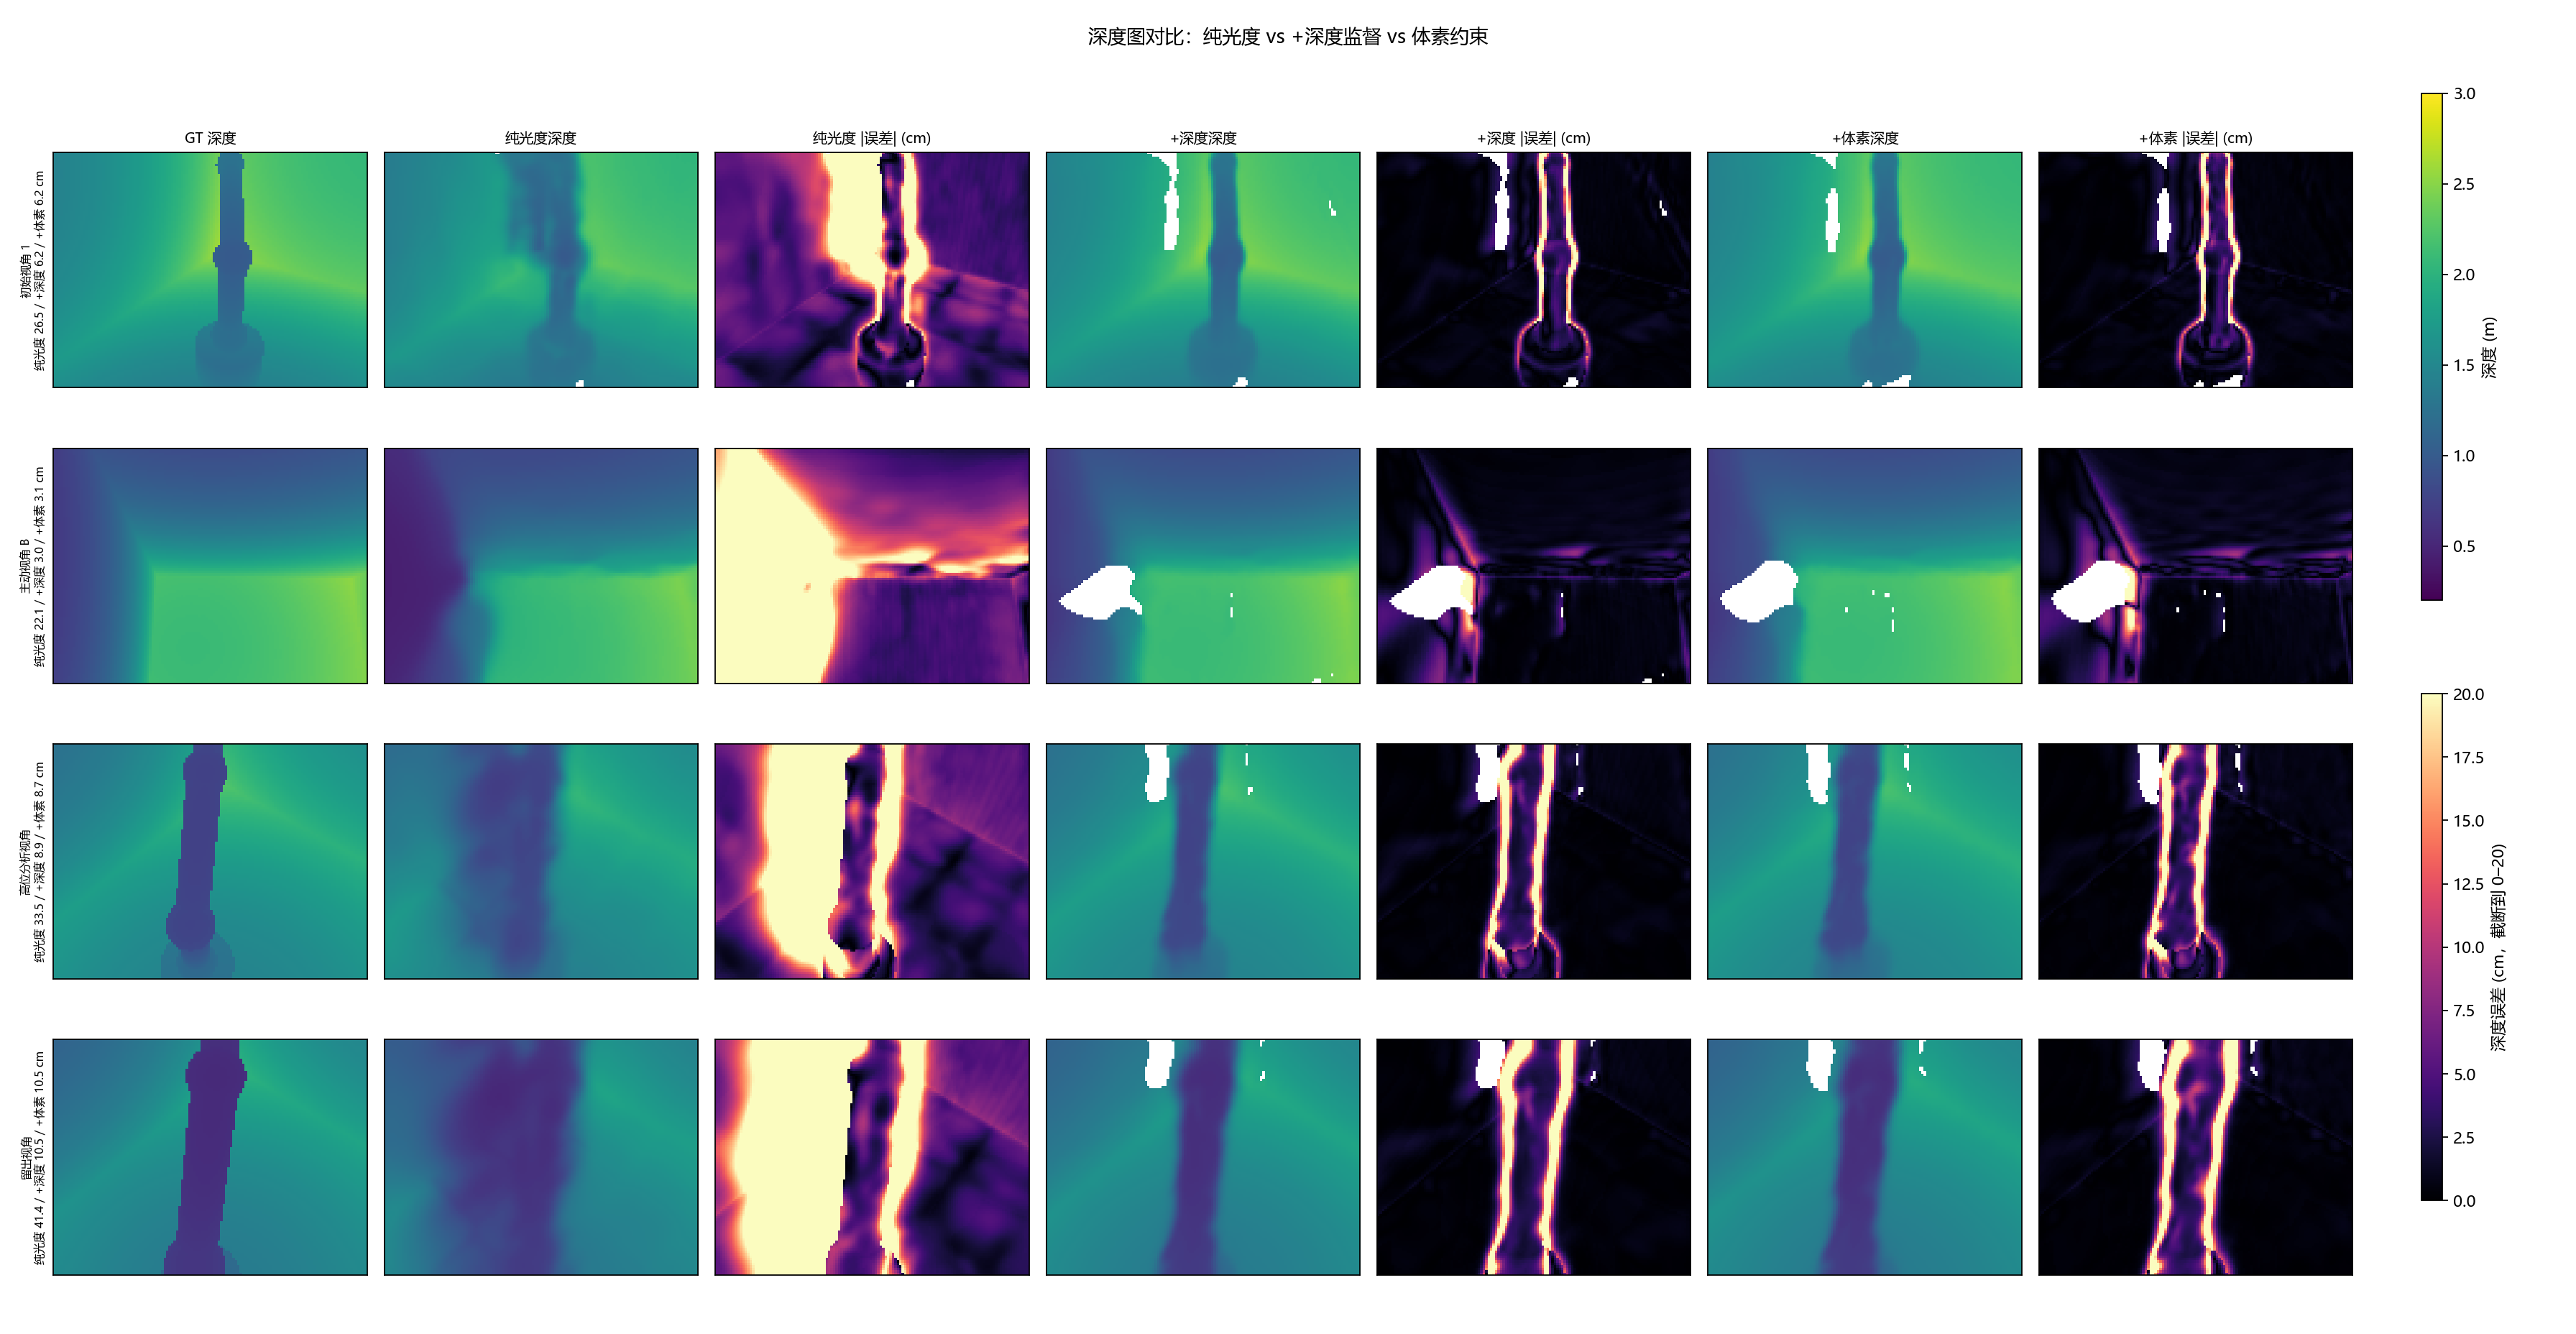 深度图对比：纯光度 vs +深度监督 vs 体素约束
GT 深度
纯光度深度
纯光度 |误差| (cm)
+深度深度
+深度 |误差| (cm)
+体素深度
+体素 |误差| (cm)
初始视角 1
纯光度 26.5 / +深度 6.2 / +体素 6.2 cm
主动视角 B
纯光度 22.1 / +深度 3.0 / +体素 3.1 cm
高位分析视角
纯光度 33.5 / +深度 8.9 / +体素 8.7 cm
留出视角
纯光度 41.4 / +深度 10.5 / +体素 10.5 cm
3.0
2.5
2.0
1.5
1.0
0.5
深度 (m)
20.0
17.5
15.0
12.5
10.0
7.5
5.0
2.5
0.0
深度误差 (cm，截断到 0–20)